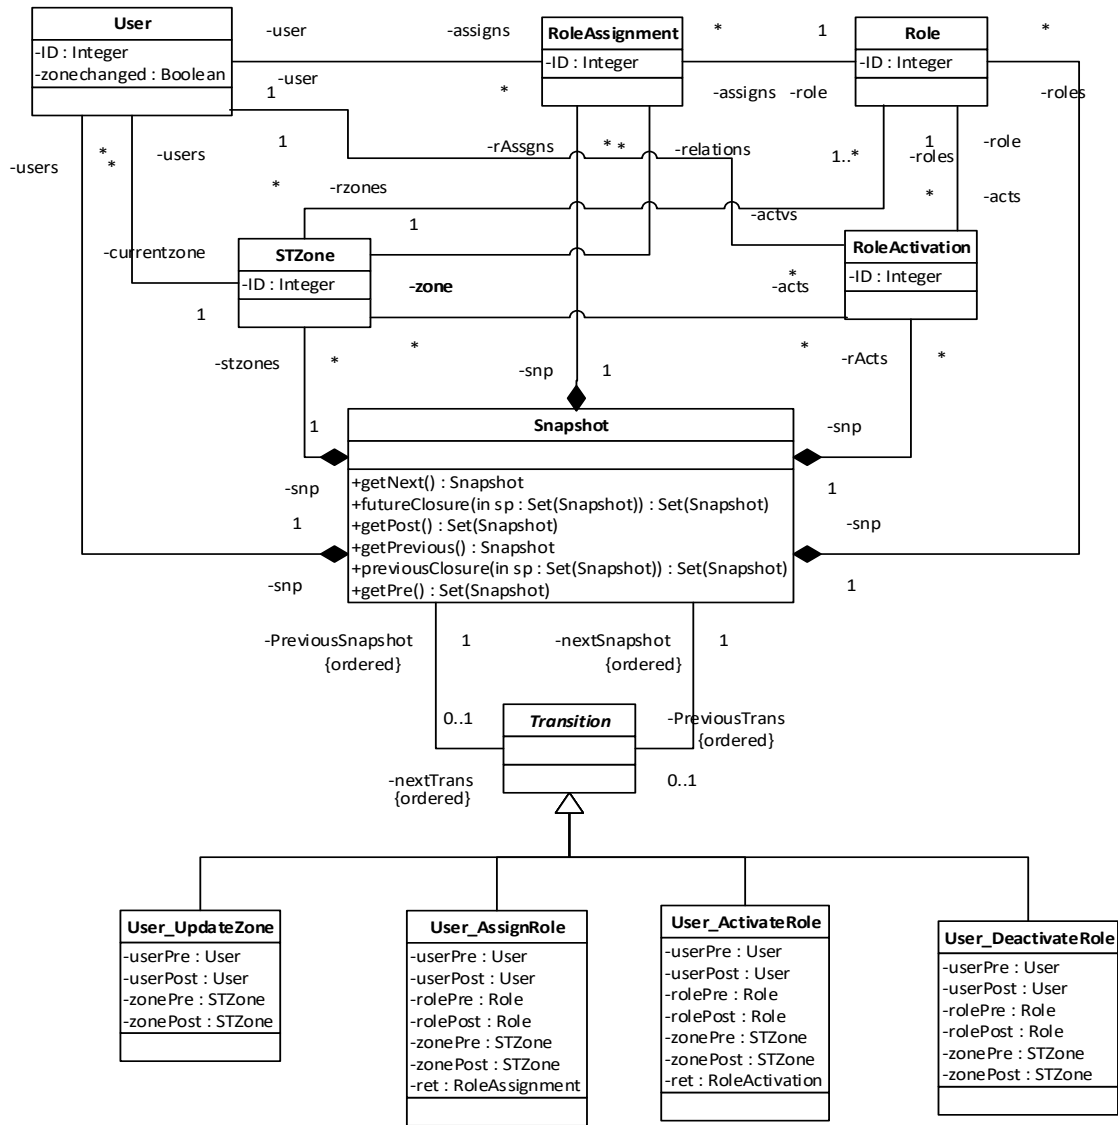 User
-ID : Integer
-zonechanged : Boolean
-user
-assigns
RoleAssignment
-ID : Integer
*
1
Role
-ID : Integer
*
-user
1
*
-assigns
-role
-roles
-users
*
*
-users
1
-rAssgns
*
*
-relations
1..*
1
-roles
-role
*
-rzones
1
-actvs
*
-acts
-currentzone
STZone
-ID : Integer
-zone
RoleActivation
-ID : Integer
*
-acts
1
-stzones
*
*
-snp
1
*
-rActs
*
1
Snapshot
+getNext() : Snapshot
+futureClosure(in sp : Set(Snapshot)) : Set(Snapshot)
+getPost() : Set(Snapshot)
+getPrevious() : Snapshot
+previousClosure(in sp : Set(Snapshot)) : Set(Snapshot)
+getPre() : Set(Snapshot)
-snp
-snp
1
1
-snp
-snp
1
-PreviousSnapshot
{ordered}
1
-nextSnapshot
{ordered}
1
0..1
Transition
-PreviousTrans
{ordered}
-nextTrans
{ordered}
0..1
User_UpdateZone
-userPre : User
-userPost : User
-zonePre : STZone
-zonePost : STZone
User_AssignRole
-userPre : User
-userPost : User
-rolePre : Role
-rolePost : Role
-zonePre : STZone
-zonePost : STZone
-ret : RoleAssignment
User_ActivateRole
-userPre : User
-userPost : User
-rolePre : Role
-rolePost : Role
-zonePre : STZone
-zonePost : STZone
-ret : RoleActivation
User_DeactivateRole
-userPre : User
-userPost : User
-rolePre : Role
-rolePost : Role
-zonePre : STZone
-zonePost : STZone